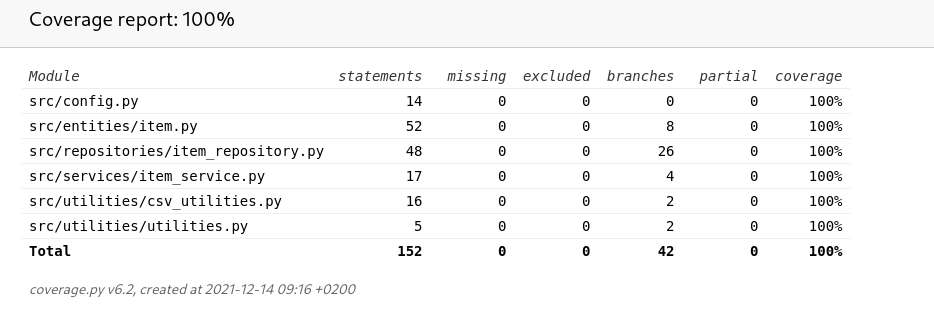 Coverage report: 100%
Module statements missing excluded branches partial coverage
src/config.py 14 0 0 0 0 100%
src/entities/item.py 52 0 0 8 0 100%
src/repositories/item_repository.py 48 0 0 26 0 100%
src/services/item_service.py 17 0 0 4 0 100%
src/utilities/csv_utilities.py 16 0 0 2 0 100%
src/utilities/utilities.py 5 0 0 2 0 100%
Total 152 0 0 42 0 100%
coverage.py v6.2, created at 2021-12-14 09:16 +0200